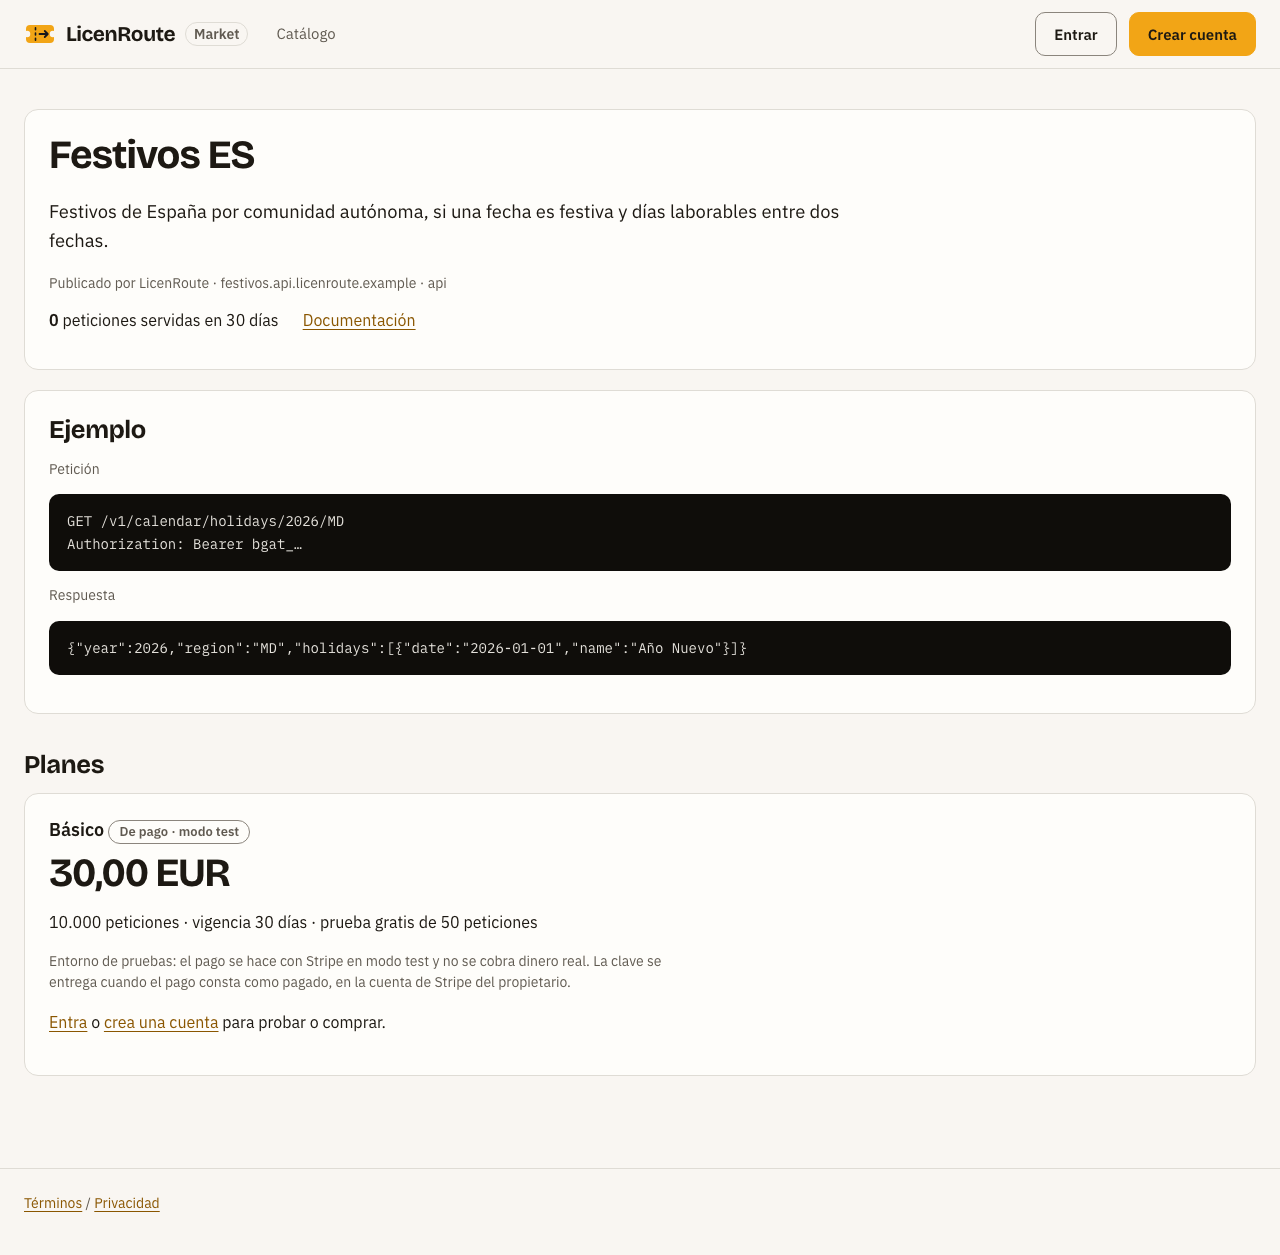 LicenRoute Market Catálogo Entrar Crear cuenta
Festivos ES
Festivos de España por comunidad autónoma, si una fecha es festiva y días laborables entre dos
fechas.
Publicado por LicenRoute · festivos.api.licenroute.example · api
0 peticiones servidas en 30 días Documentación
Ejemplo
Petición
GET /v1/calendar/holidays/2026/MD
Authorization: Bearer bgat_…
Respuesta
{"year":2026,"region":"MD","holidays":[{"date":"2026-01-01","name":"Año Nuevo"}]}
Planes
Básico De pago · modo test
30,00 EUR
10.000 peticiones · vigencia 30 días · prueba gratis de 50 peticiones
Entorno de pruebas: el pago se hace con Stripe en modo test y no se cobra dinero real. La clave se
entrega cuando el pago consta como pagado, en la cuenta de Stripe del propietario.
Entra o crea una cuenta para probar o comprar.
Términos / Privacidad